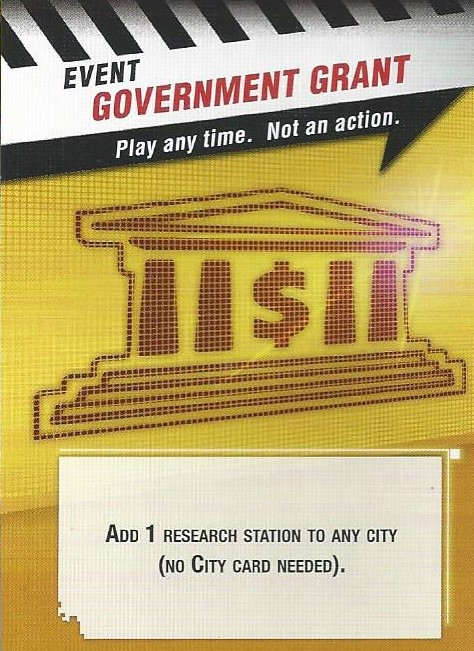 EVENT
GOVERNMENT GRANT
Play any time. Not an action.
$
ADD 1 RESEARCH STATION TO ANY CITY
(NO CITY CARD NEEDED).